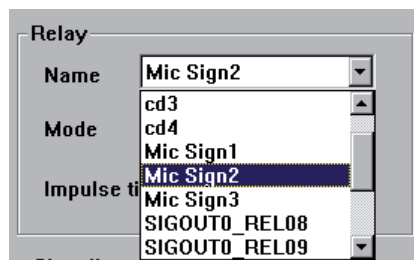 Relay
Name Mic Sign2
cd3
Mode cd4
Mic Sign1
Mic Sign2
Impulse ti
Mic Sign3
SIGOUT0_REL08
SIGOUT0_REL09